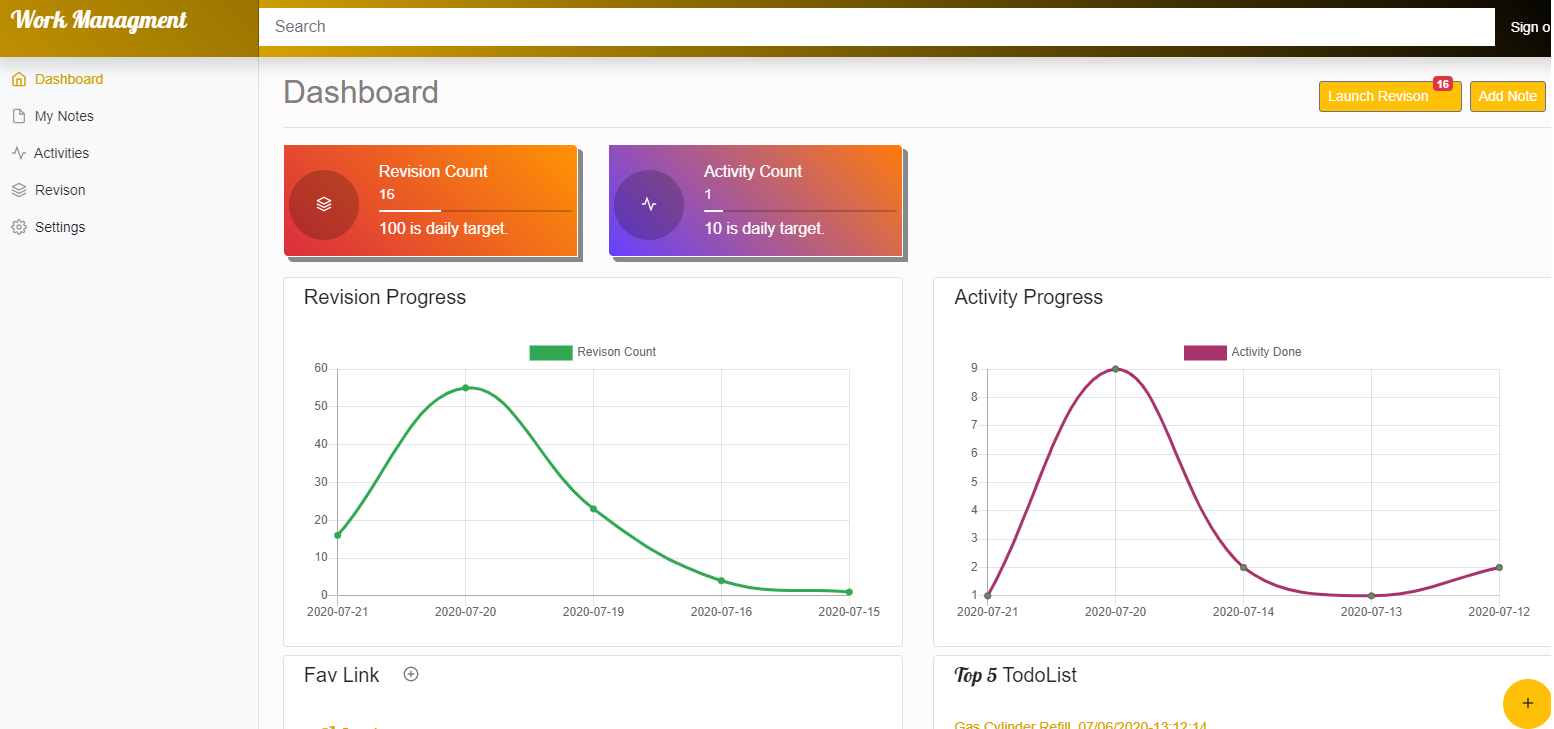 Work Managment
Search
Sign o
Dashboard
My Notes
Activities
Revison
Settings
Dashboard
Launch Revison 16
Add Note
Revision Count
16
100 is daily target.
Activity Count
1
10 is daily target.
Revision Progress
Revison Count
60
50
40
30
20
10
0
2020-07-21 2020-07-20 2020-07-19 2020-07-16 2020-07-15
Activity Progress
Activity Done
9
8
7
6
5
4
3
2
1
2020-07-21 2020-07-20 2020-07-14 2020-07-13 2020-07-12
Fav Link
Top 5 TodoList
Gas Cylinder Refill 07/06/2020-13:12:14